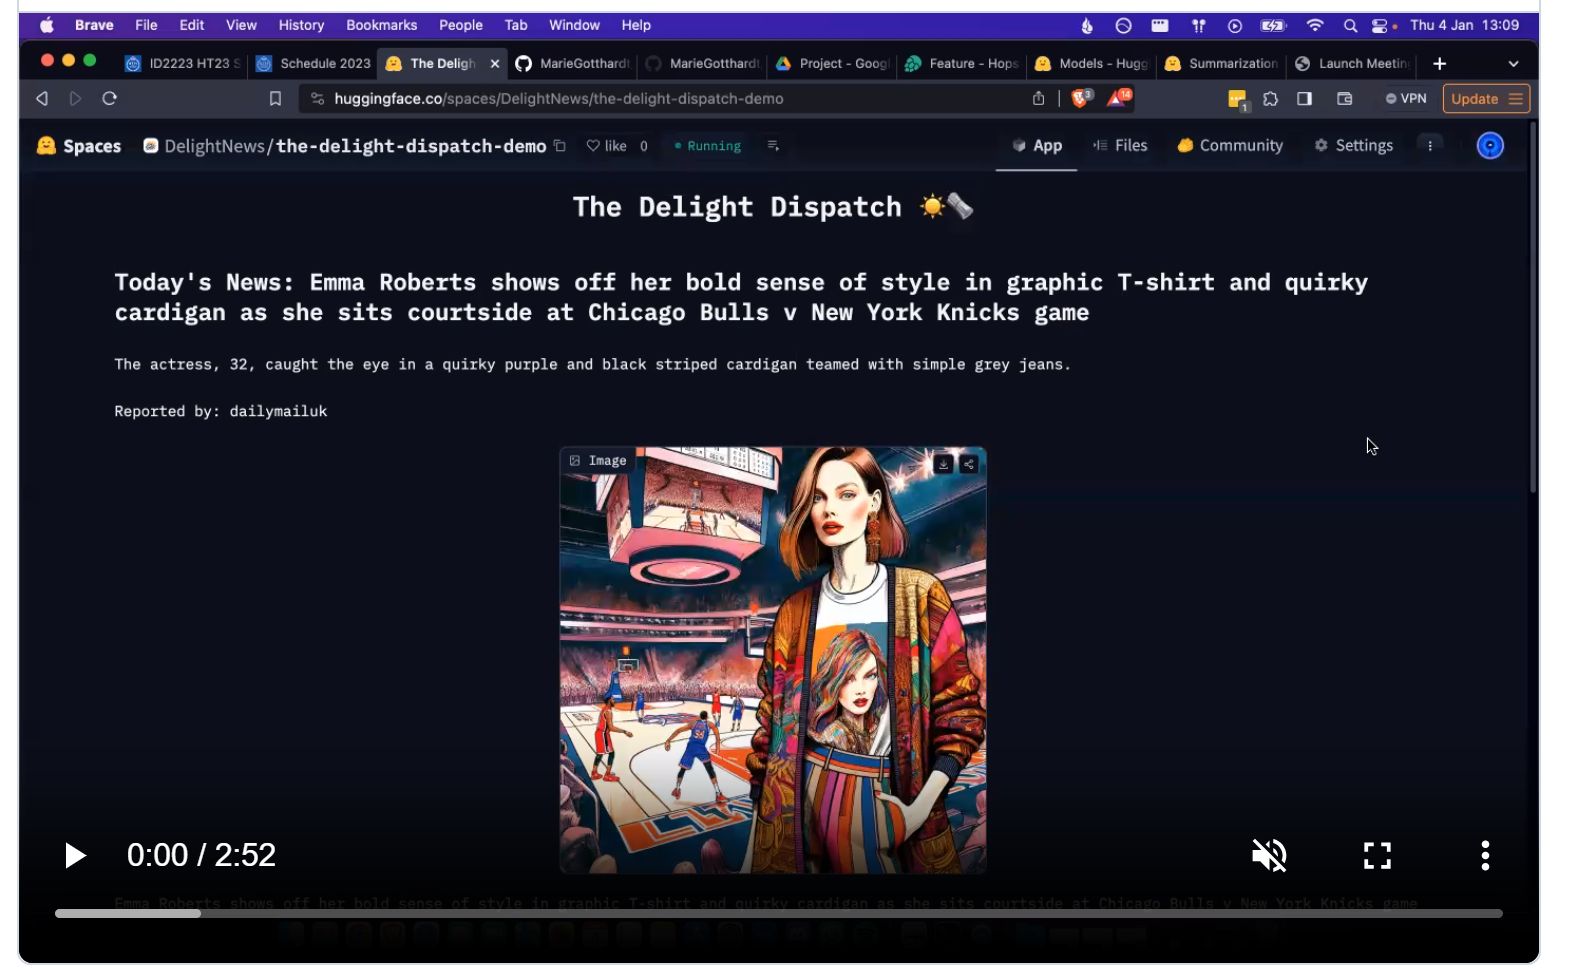 Brave File Edit View History Bookmarks People Tab Window Help Thu 4 Jan 13:09
ID2223 HT23 S Schedule 2023 The Deligh MarieGotthardt MarieGotthardt Project - Goog Feature - Hops Models - Hugg Summarization Launch Meetin
huggingface.co/spaces/DelightNews/the-delight-dispatch-demo 3 14 1 VPN Update
Spaces DelightNews/the-delight-dispatch-demo like 0 Running App Files Community Settings
The Delight Dispatch
Today's News: Emma Roberts shows off her bold sense of style in graphic T-shirt and quirky
cardigan as she sits courtside at Chicago Bulls v New York Knicks game
The actress, 32, caught the eye in a quirky purple and black striped cardigan teamed with simple grey jeans.
Reported by: dailymailuk
Image
0:00 / 2:52
Emma Roberts shows off her bold sense of style in graphic T-shirt and quirky cardigan as she sits courtside at Chicago Bulls v New York Knicks game